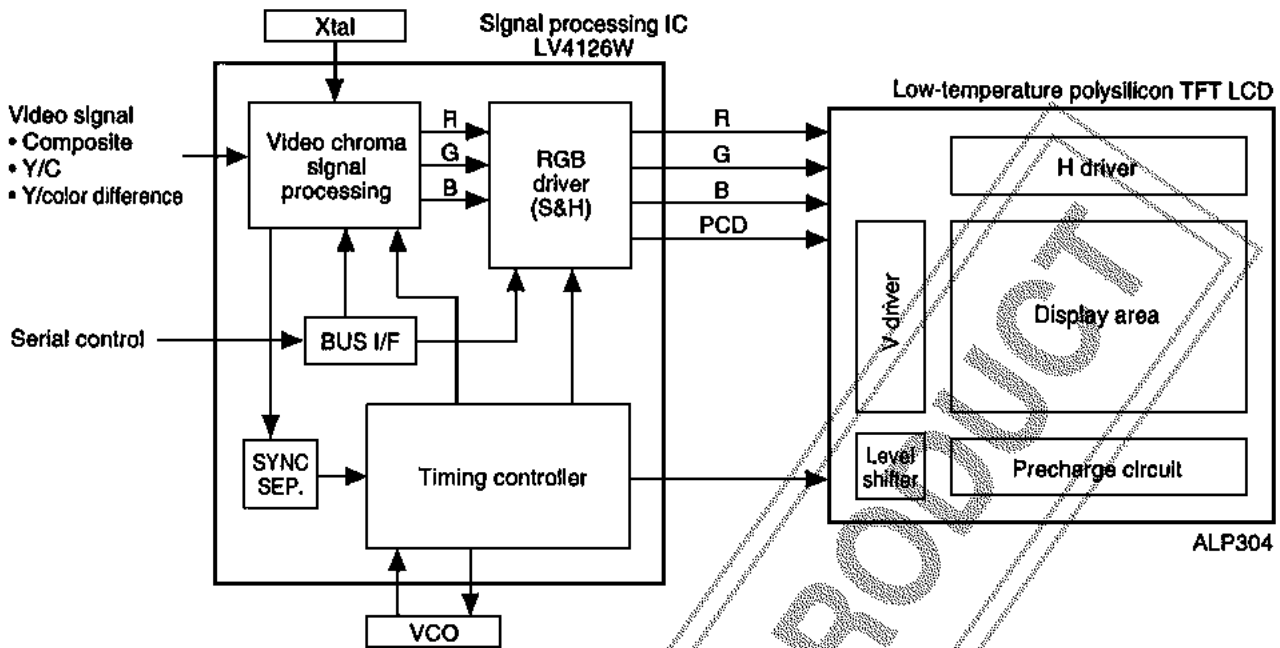 Xtal
Signal processing IC
LV4126W
Low-temperature polysilicon TFT LCD
Video signal
• Composite
• Y/C
• Y/color difference
Video chroma
signal
processing
R
G
B
RGB
driver
(S&H)
R
G
B
PCD
H driver
V driver
Display area
Serial control
BUS I/F
SYNC
SEP.
Timing controller
Level
shifter
Precharge circuit
ALP304
VCO
PRODUCT